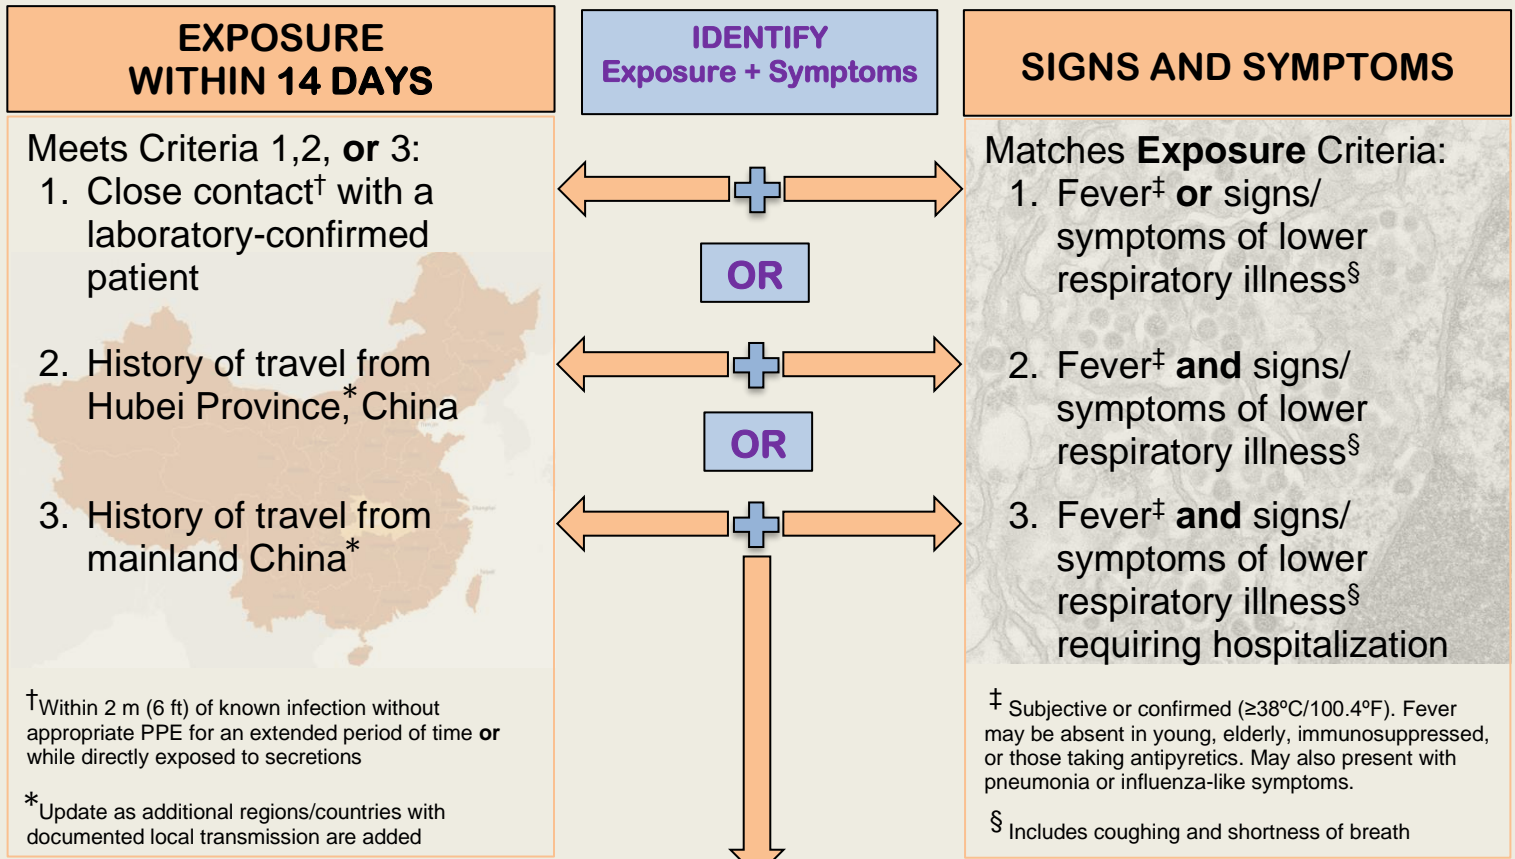 EXPOSURE
WITHIN 14 DAYS
IDENTIFY
Exposure + Symptoms
SIGNS AND SYMPTOMS
Meets Criteria 1,2, or 3:
1. Close contact† with a
laboratory-confirmed
patient
2. History of travel from
Hubei Province,* China
3. History of travel from
mainland China*
†Within 2 m (6 ft) of known infection without
appropriate PPE for an extended period of time or
while directly exposed to secretions
*Update as additional regions/countries with
documented local transmission are added
OR
OR
Matches Exposure Criteria:
1. Fever‡ or signs/
symptoms of lower
respiratory illness§
2. Fever‡ and signs/
symptoms of lower
respiratory illness§
3. Fever‡ and signs/
symptoms of lower
respiratory illness§
requiring hospitalization
‡ Subjective or confirmed (≥38ºC/100.4ºF). Fever
may be absent in young, elderly, immunosuppressed,
or those taking antipyretics. May also present with
pneumonia or influenza-like symptoms.
§ Includes coughing and shortness of breath